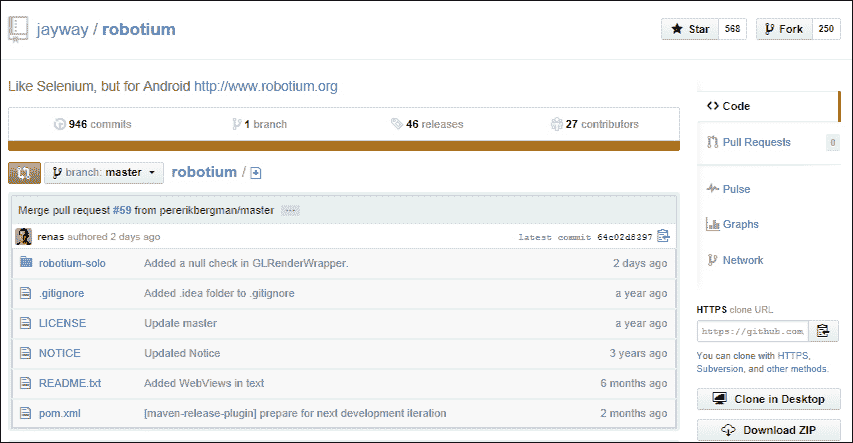 jayway / robotium
Star 568 Fork 250
Like Selenium, but for Android http://www.robotium.org
946 commits 1 branch 46 releases 27 contributors
branch: master robotium /
Merge pull request #59 from pererikbergman/master ...
renas authored 2 days ago latest commit 64c02d8397
robotium-solo Added a null check in GLRenderWrapper. 2 days ago
.gitignore Added .idea folder to .gitignore a year ago
LICENSE Update master a year ago
NOTICE Updated Notice 3 years ago
README.txt Added WebViews in text 6 months ago
pom.xml [maven-release-plugin] prepare for next development iteration 2 months ago
Code
Pull Requests 0
Pulse
Graphs
Network
HTTPS clone URL
https://github.com
You can clone with HTTPS,
Subversion, and other methods.
Clone in Desktop
Download ZIP